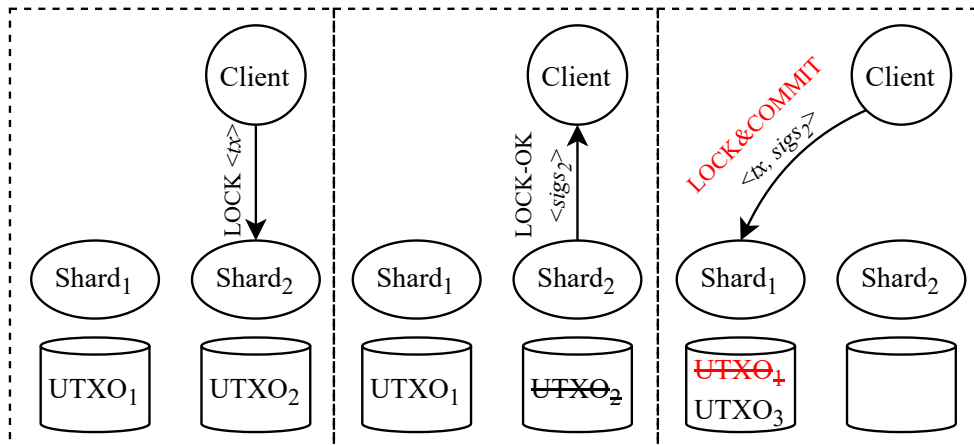 Client
LOCK <tx>
Shard₁
Shard₂
UTXO₁
UTXO₂
Client
LOCK-OK
<sigs₂>
Shard₁
Shard₂
UTXO₁
UTXO₂
Client
LOCK&COMMIT
<tx, sigs₂>
Shard₁
Shard₂
UTXO₁
UTXO₃